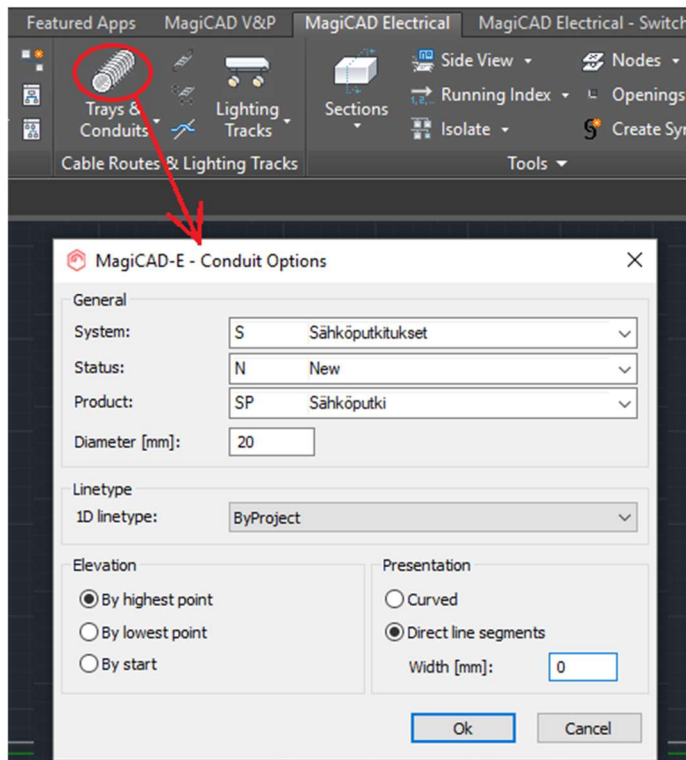 Featured Apps MagiCAD V&P MagiCAD Electrical MagiCAD Electrical - Switch
Side View Nodes
Trays & Conduits
Lighting Tracks
Sections
1,2,... Running Index Openings
Isolate Create Syr
Cable Routes & Lighting Tracks Tools
MagiCAD-E - Conduit Options
General
System: S Sähköputkitukset
Status: N New
Product: SP Sähköputki
Diameter [mm]: 20
Linetype
1D linetype: ByProject
Elevation Presentation
By highest point Curved
By lowest point Direct line segments
By start Width [mm]: 0
Ok Cancel